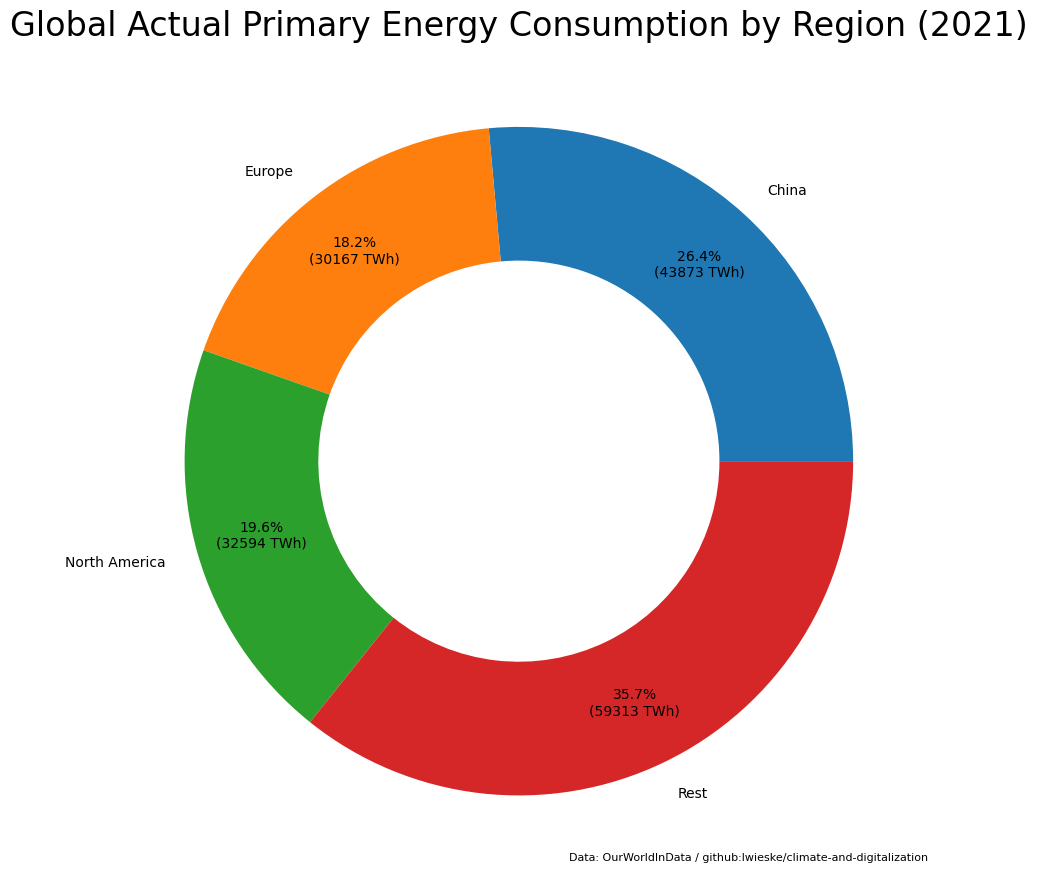 Global Actual Primary Energy Consumption by Region (2021)
Europe
China
18.2%
(30167 TWh)
26.4%
(43873 TWh)
19.6%
(32594 TWh)
North America
35.7%
(59313 TWh)
Rest
Data: OurWorldInData / github:lwieske/climate-and-digitalization